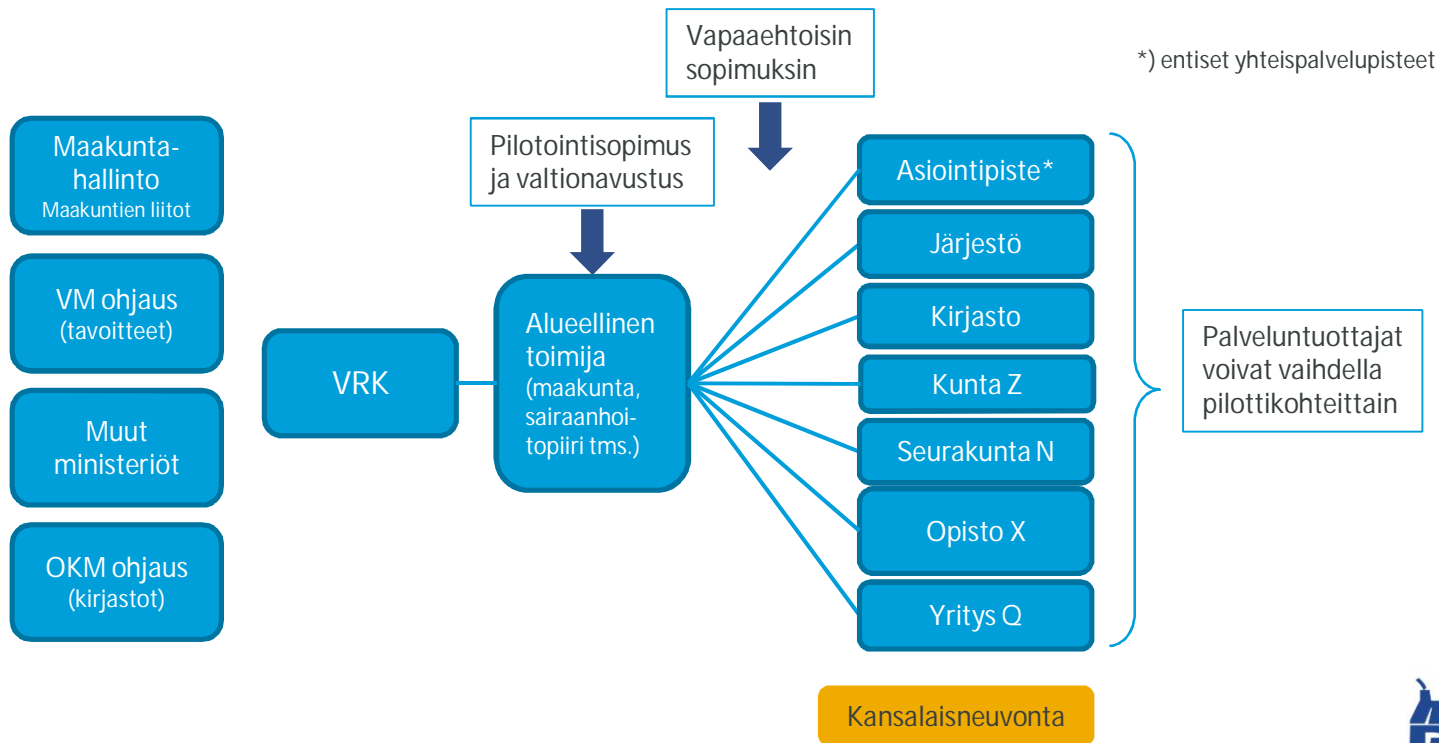 Vapaaehtoisin
sopimuksin
*) entiset yhteispalvelupisteet
Maakunta-
hallinto
Maakuntien liitot
VM ohjaus
(tavoitteet)
Muut
ministeriöt
OKM ohjaus
(kirjastot)
VRK
Pilotointisopimus
ja valtionavustus
Alueellinen
toimija
(maakunta,
sairaanhoi-
topiiri tms.)
Asiointipiste*
Järjestö
Kirjasto
Kunta Z
Seurakunta N
Opisto X
Yritys Q
Palveluntuottajat
voivat vaihdella
pilottikohteittain
Kansalaisneuvonta